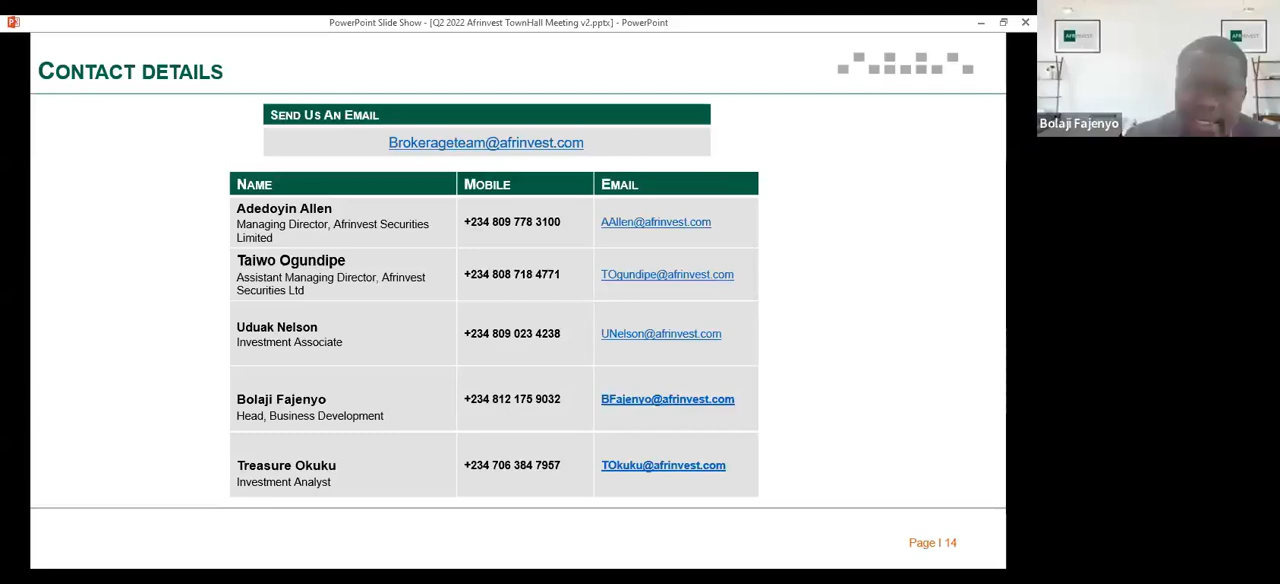 PowerPoint Slide Show - [Q2 2022 Afrinvest TownHall Meeting v2.pptx] - PowerPoint
CONTACT DETAILS
SEND US AN EMAIL
Brokerageteam@afrinvest.com
NAME MOBILE EMAIL
Adedoyin Allen
Managing Director, Afrinvest Securities
Limited
+234 809 778 3100
AAllen@afrinvest.com
Taiwo Ogundipe
Assistant Managing Director, Afrinvest
Securities Ltd
+234 808 718 4771
TOgundipe@afrinvest.com
Uduak Nelson
Investment Associate
+234 809 023 4238
UNelson@afrinvest.com
Bolaji Fajenyo
Head, Business Development
+234 812 175 9032
BFajenyo@afrinvest.com
Treasure Okuku
Investment Analyst
+234 706 384 7957
TOkuku@afrinvest.com
Page I 14
AFRINVEST
AFRINVEST
Bolaji Fajenyo